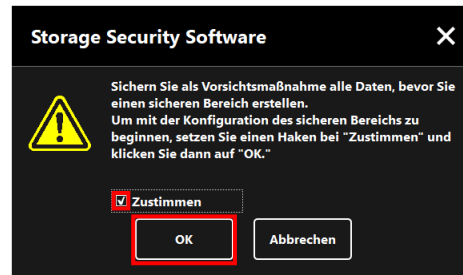 Storage Security Software
Sichern Sie als Vorsichtsmaßnahme alle Daten, bevor Sie
einen sicheren Bereich erstellen.
Um mit der Konfiguration des sicheren Bereichs zu
beginnen, setzen Sie einen Haken bei "Zustimmen" und
klicken Sie dann auf "OK."
Zustimmen
OK
Abbrechen